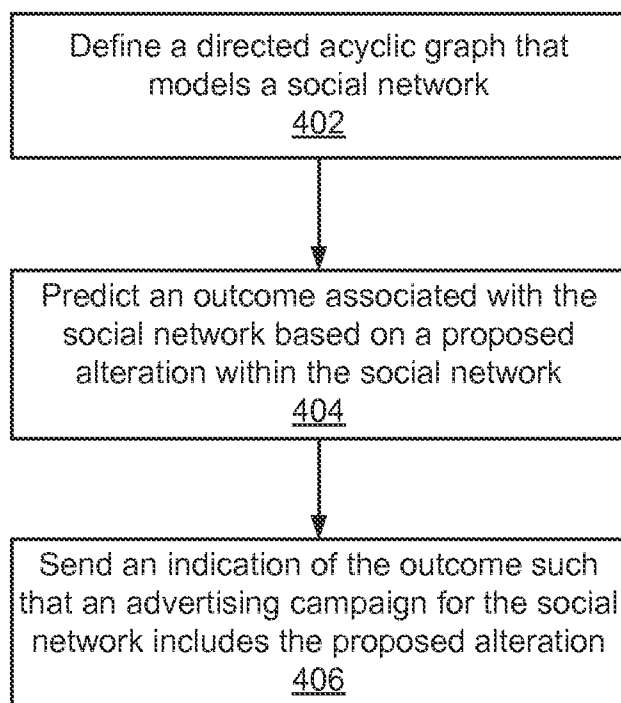 Define a directed acyclic graph that
models a social network
402
Predict an outcome associated with the
social network based on a proposed
alteration within the social network
404
Send an indication of the outcome such
that an advertising campaign for the social
network includes the proposed alteration
406